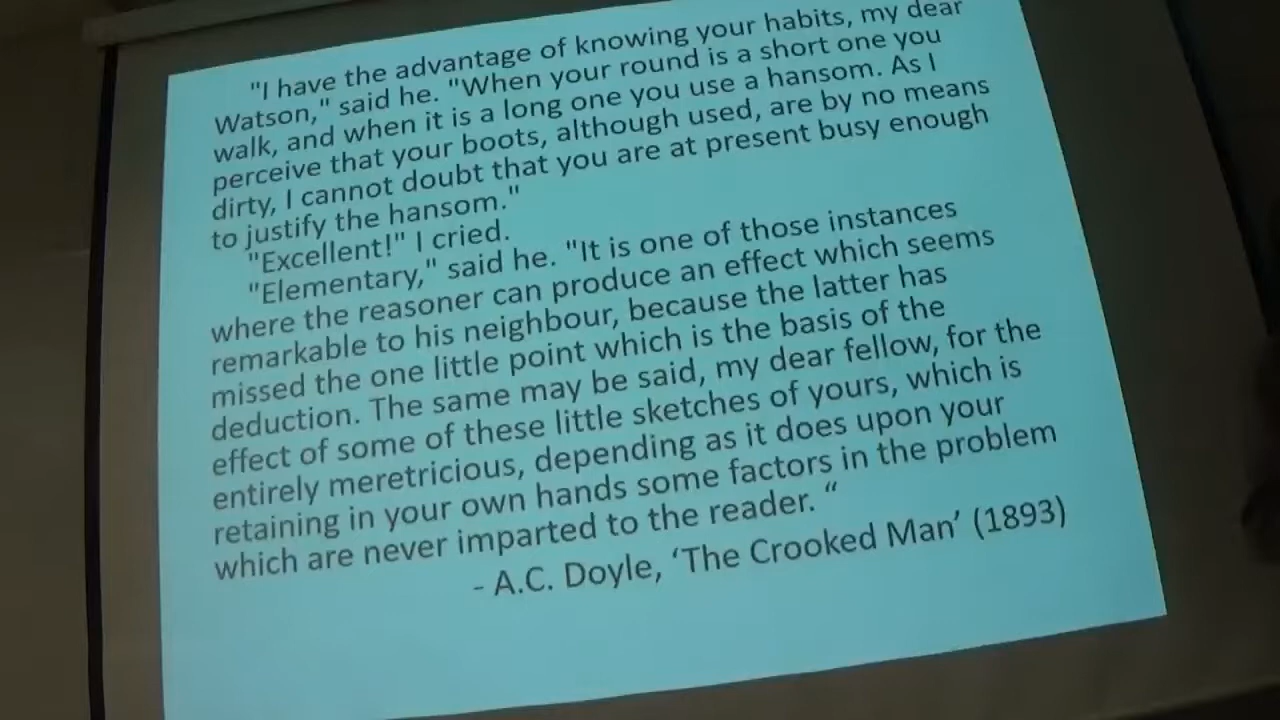 "I have the advantage of knowing your habits, my dear
Watson," said he. "When your round is a short one you
walk, and when it is a long one you use a hansom. As I
perceive that your boots, although used, are by no means
dirty, I cannot doubt that you are at present busy enough
to justify the hansom."
"Excellent!" I cried.
"Elementary," said he. "It is one of those instances
where the reasoner can produce an effect which seems
remarkable to his neighbour, because the latter has
missed the one little point which is the basis of the
deduction. The same may be said, my dear fellow, for the
effect of some of these little sketches of yours, which is
entirely meretricious, depending as it does upon your
retaining in your own hands some factors in the problem
which are never imparted to the reader. “
- A.C. Doyle, ‘The Crooked Man’ (1893)